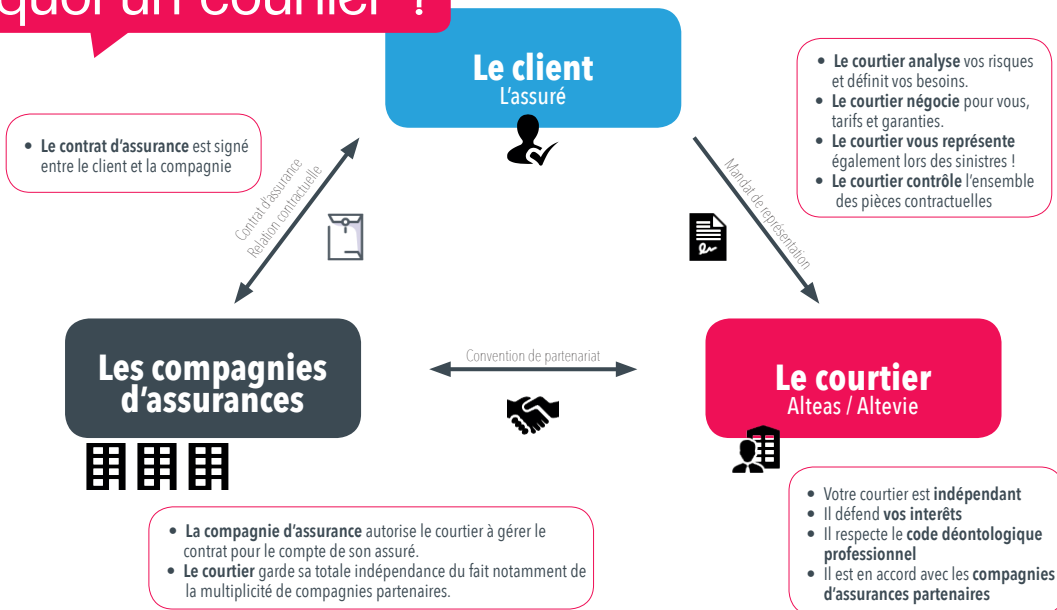 quoi un courtier ?
Le client
L'assuré
• Le courtier analyse vos risques
et définit vos besoins.
• Le courtier négocie pour vous,
tarifs et garanties.
• Le courtier vous représente
également lors des sinistres !
• Le courtier contrôle l'ensemble
des pièces contractuelles
• Le contrat d'assurance est signé
entre le client et la compagnie
Contrat d'assurance
Relation contractuelle
Mandat de représentation
Les compagnies
d'assurances
Convention de partenariat
Le courtier
Alteas / Altevie
• La compagnie d'assurance autorise le courtier à gérer le
contrat pour le compte de son assuré.
• Le courtier garde sa totale indépendance du fait notamment de
la multiplicité de compagnies partenaires.
• Votre courtier est indépendant
• Il défend vos interêts
• Il respecte le code déontologique
professionnel
• Il est en accord avec les compagnies
d'assurances partenaires